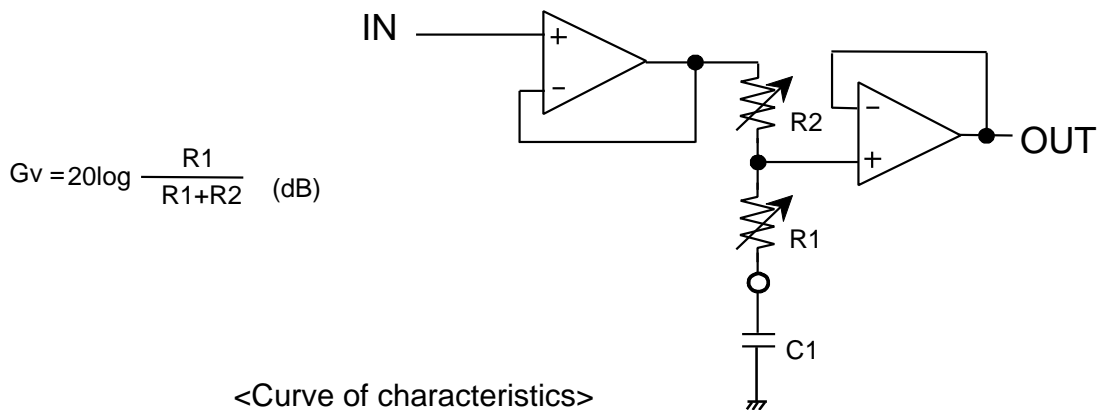 IN
+
−
R2
−
+
OUT
Gv = 20log R1
R1+R2 (dB)
R1
C1
<Curve of characteristics>